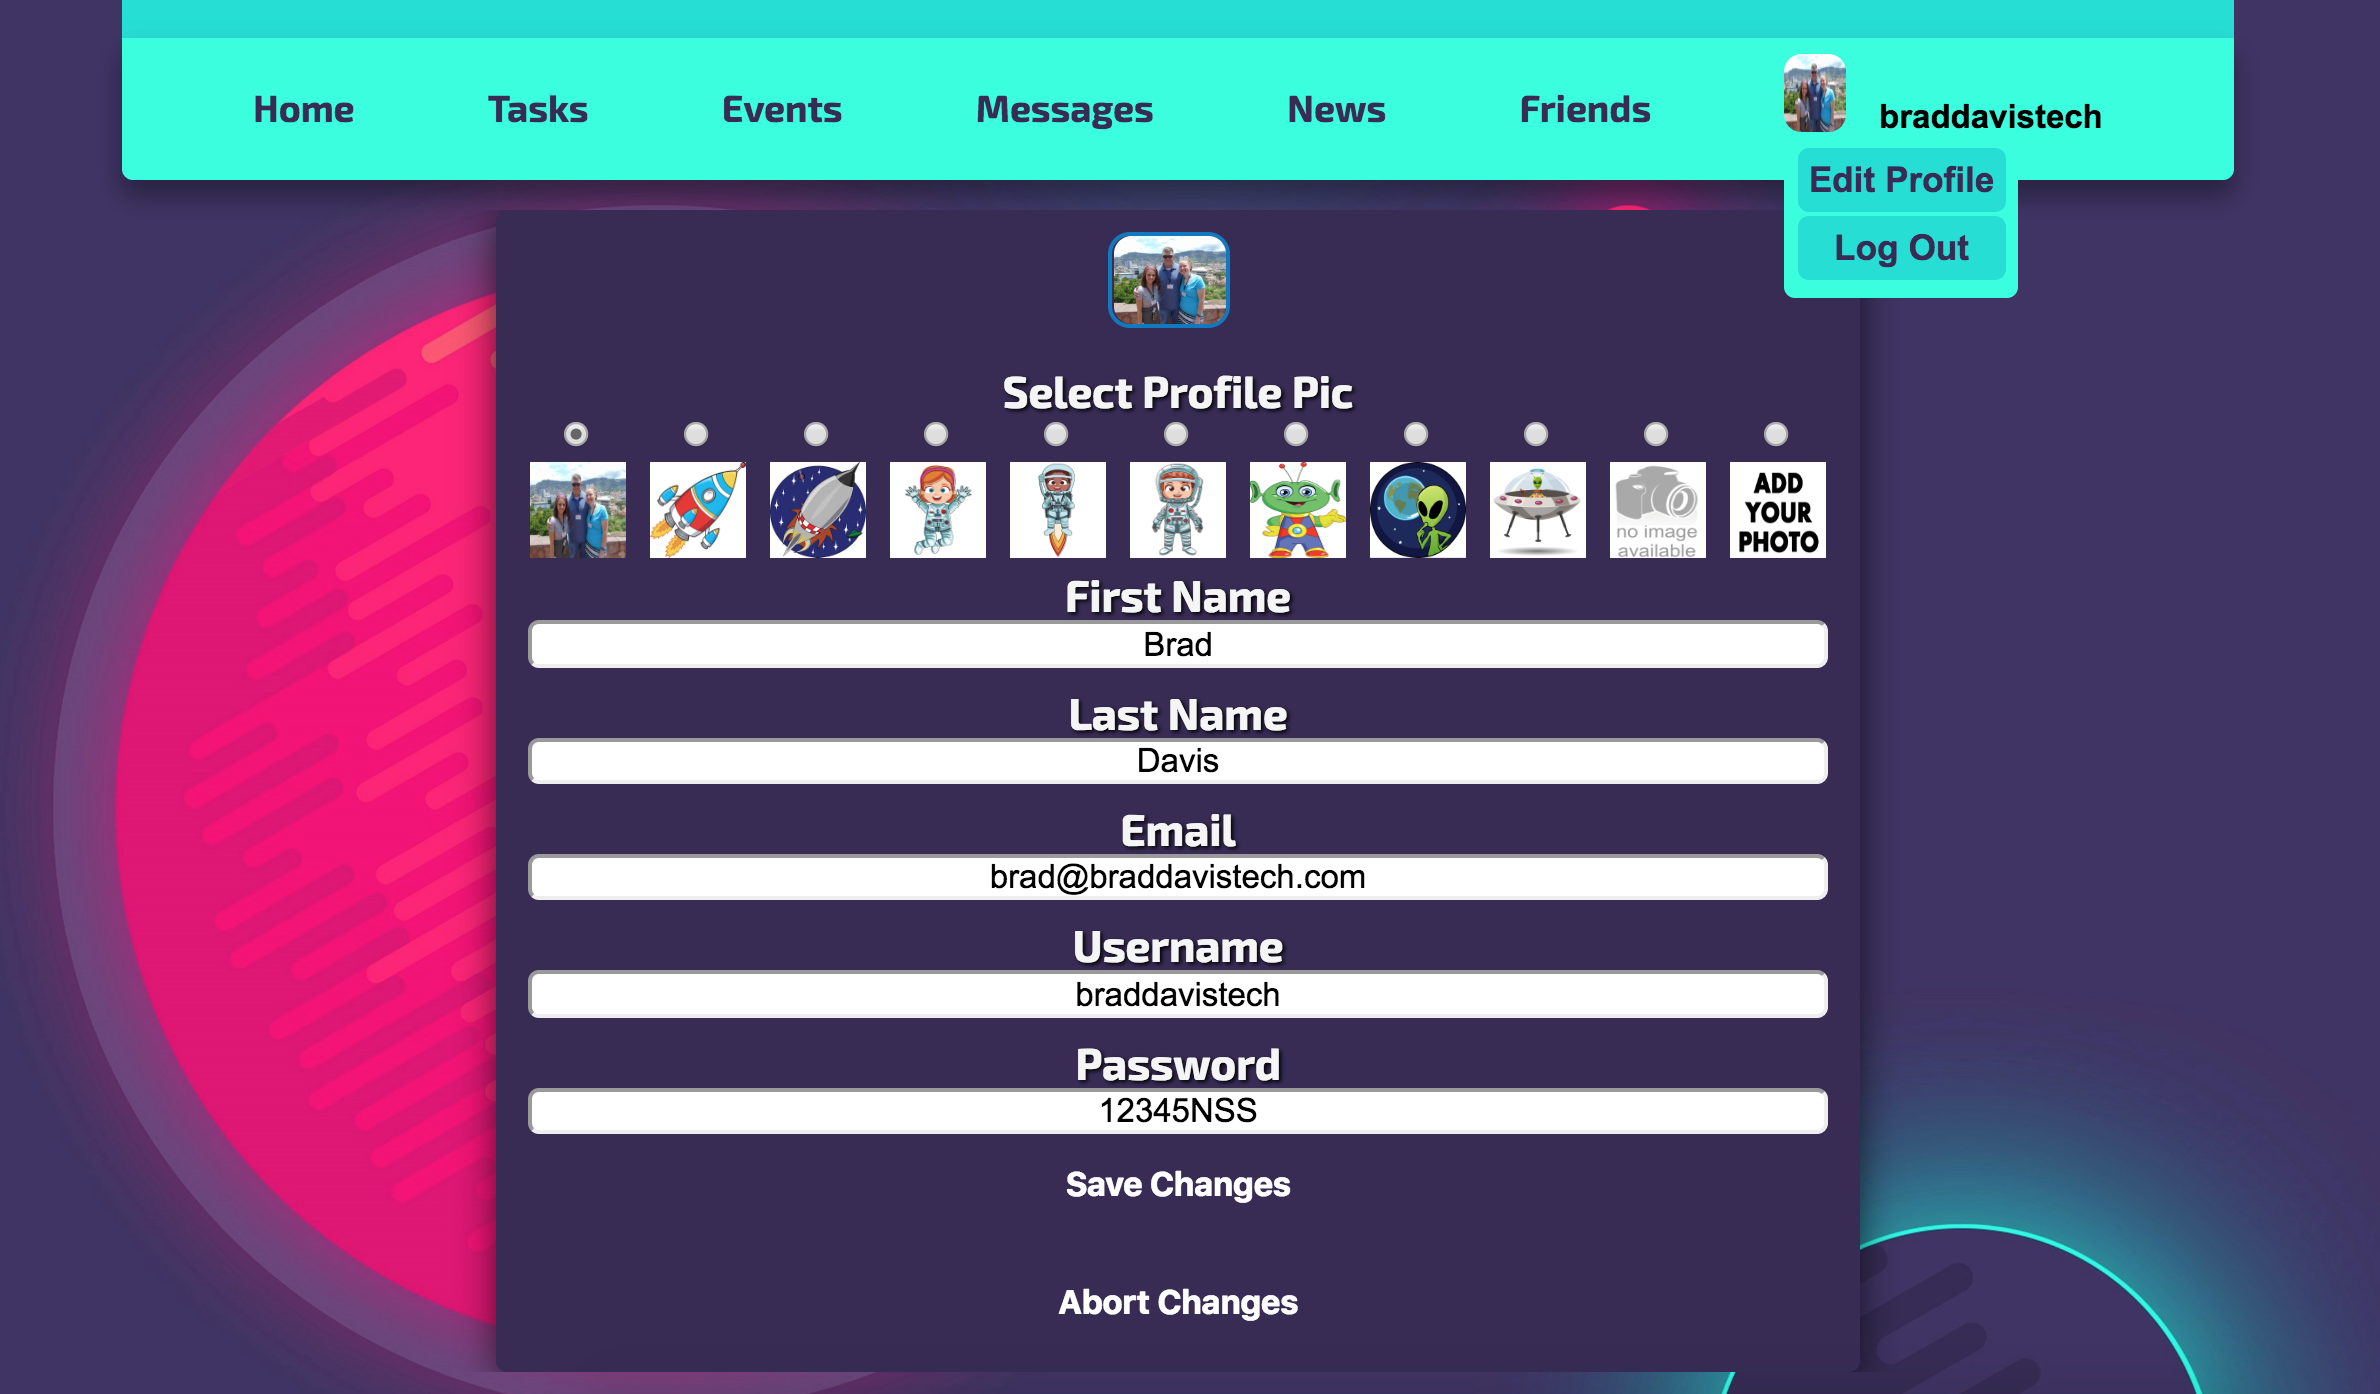 Home
Tasks
Events
Messages
News
Friends
braddavistech
Edit Profile
Log Out
Select Profile Pic
no image
available
ADD
YOUR
PHOTO
First Name
Brad
Last Name
Davis
Email
brad@braddavistech.com
Username
braddavistech
Password
12345NSS
Save Changes
Abort Changes